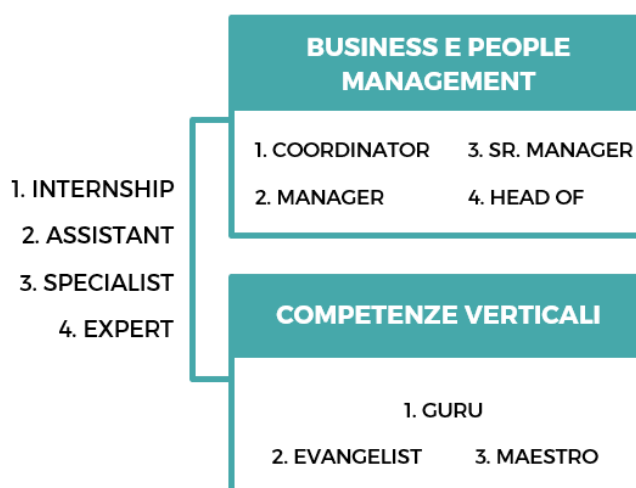 BUSINESS E PEOPLE
MANAGEMENT
1. COORDINATOR
3. SR. MANAGER
2. MANAGER
4. HEAD OF
1. INTERNSHIP
2. ASSISTANT
3. SPECIALIST
4. EXPERT
COMPETENZE VERTICALI
1. GURU
2. EVANGELIST
3. MAESTRO